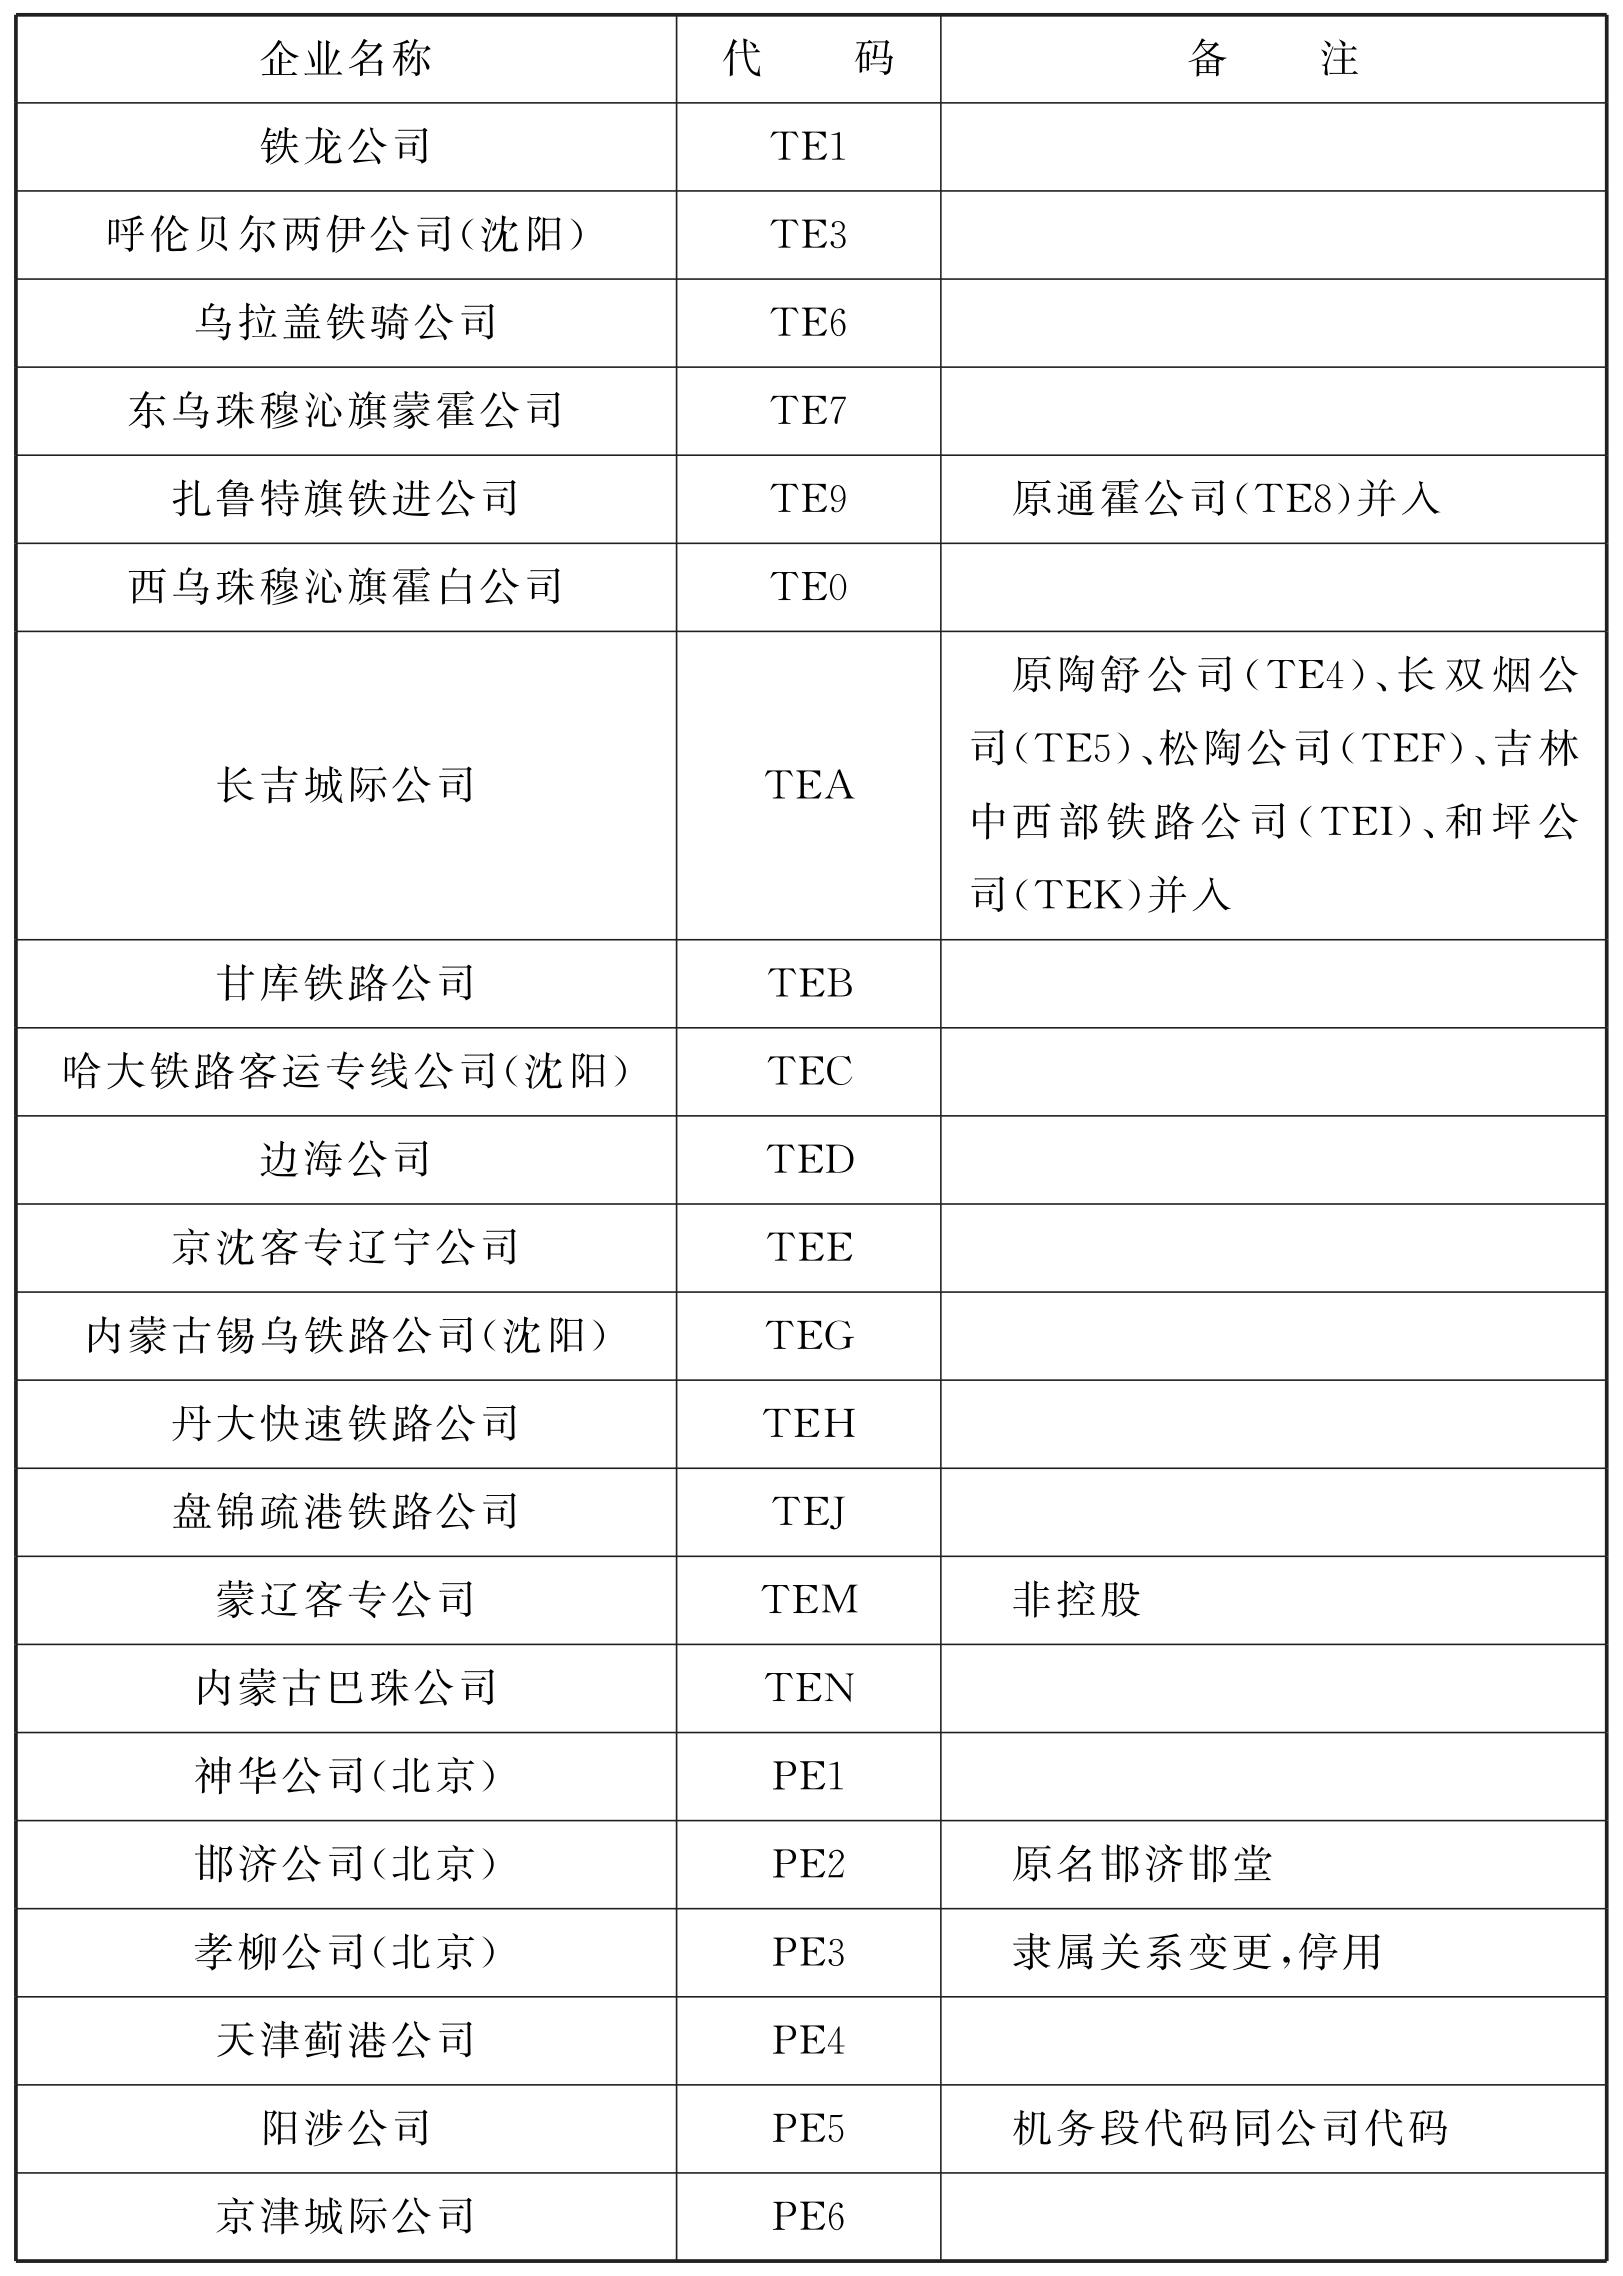 企业名称 代 码 备 注
铁龙公司 TE1
呼伦贝尔两伊公司(沈阳) TE3
乌拉盖铁骑公司 TE6
东乌珠穆沁旗蒙霍公司 TE7
扎鲁特旗铁进公司 TE9 原通霍公司(TE8)并入
西乌珠穆沁旗霍白公司 TE0
长吉城际公司 TEA 原陶舒公司(TE4)、长双烟公
司(TE5)、松陶公司(TEF)、吉林
中西部铁路公司(TEI)、和坪公
司(TEK)并入
甘库铁路公司 TEB
哈大铁路客运专线公司(沈阳) TEC
边海公司 TED
京沈客专辽宁公司 TEE
内蒙古锡乌铁路公司(沈阳) TEG
丹大快速铁路公司 TEH
盘锦疏港铁路公司 TEJ
蒙辽客专公司 TEM 非控股
内蒙古巴珠公司 TEN
神华公司(北京) PE1
邯济公司(北京) PE2 原名邯济邯堂
孝柳公司(北京) PE3 隶属关系变更,停用
天津蓟港公司 PE4
阳涉公司 PE5 机务段代码同公司代码
京津城际公司 PE6